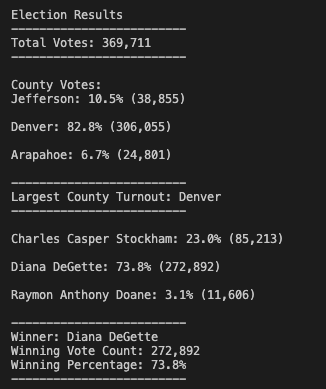 Election Results
-------------------------
Total Votes: 369,711
-------------------------
County Votes:
Jefferson: 10.5% (38,855)
Denver: 82.8% (306,055)
Arapahoe: 6.7% (24,801)
-------------------------
Largest County Turnout: Denver
-------------------------
Charles Casper Stockham: 23.0% (85,213)
Diana DeGette: 73.8% (272,892)
Raymon Anthony Doane: 3.1% (11,606)
-------------------------
Winner: Diana DeGette
Winning Vote Count: 272,892
Winning Percentage: 73.8%
-------------------------